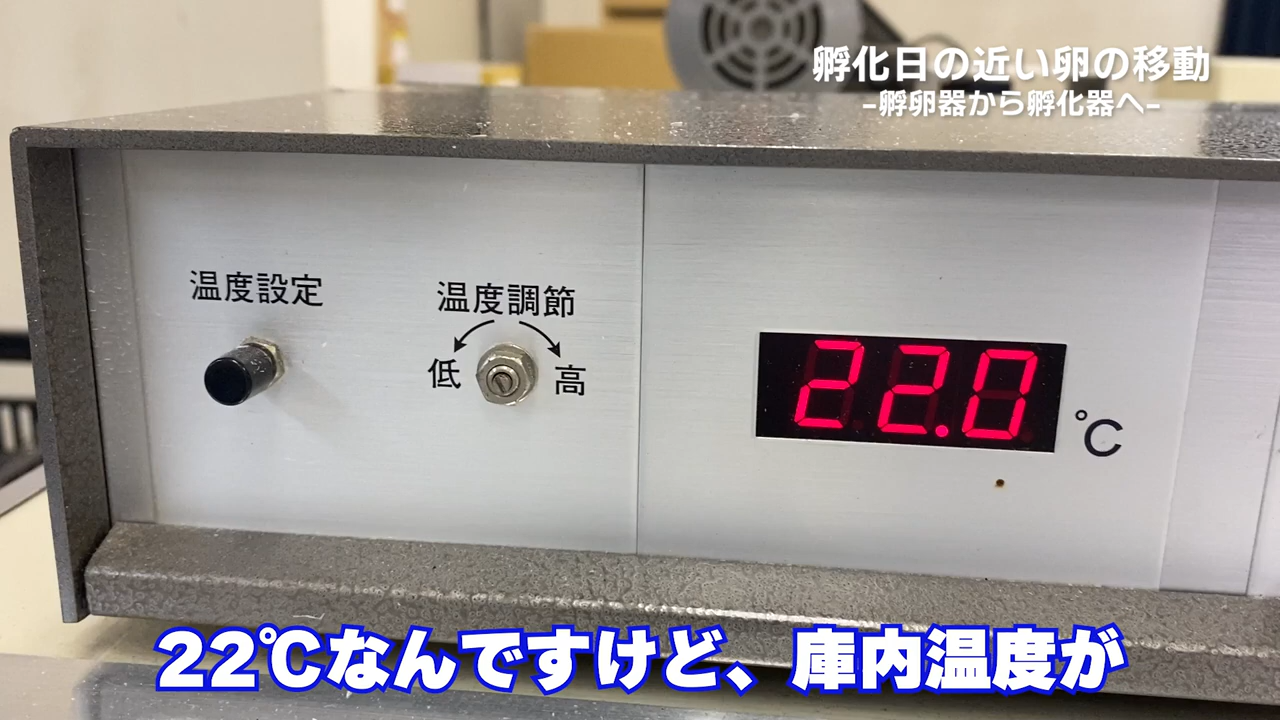 孵化日の近い卵の移動
–孵卵器から孵化器へ–
温度設定
温度調節
低 高
22.0 ℃
22℃なんですけど、庫内温度が